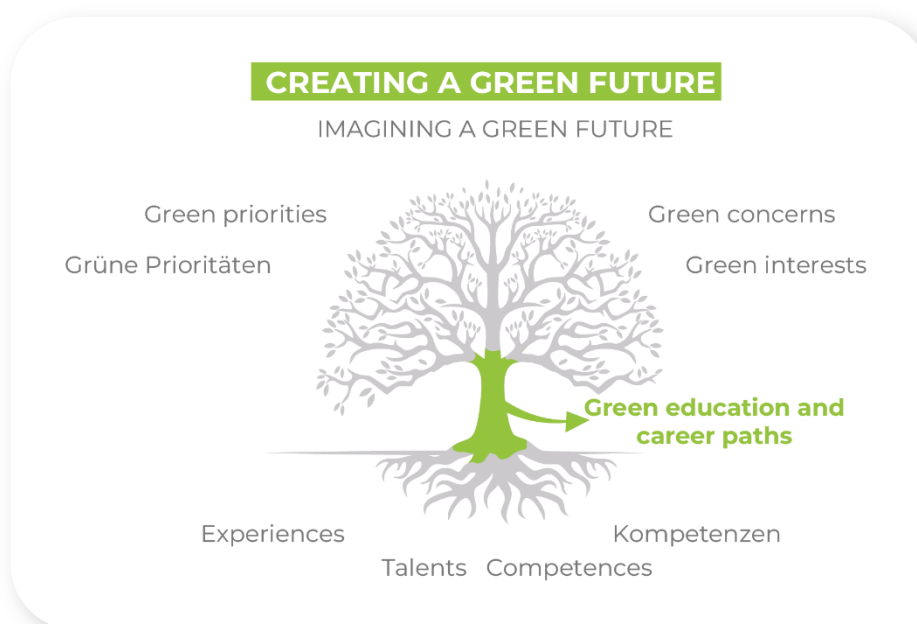 CREATING A GREEN FUTURE
IMAGINING A GREEN FUTURE
Green priorities
Green concerns
Grüne Prioritäten
Green interests
Green education and
career paths
Experiences
Kompetenzen
Talents
Competences